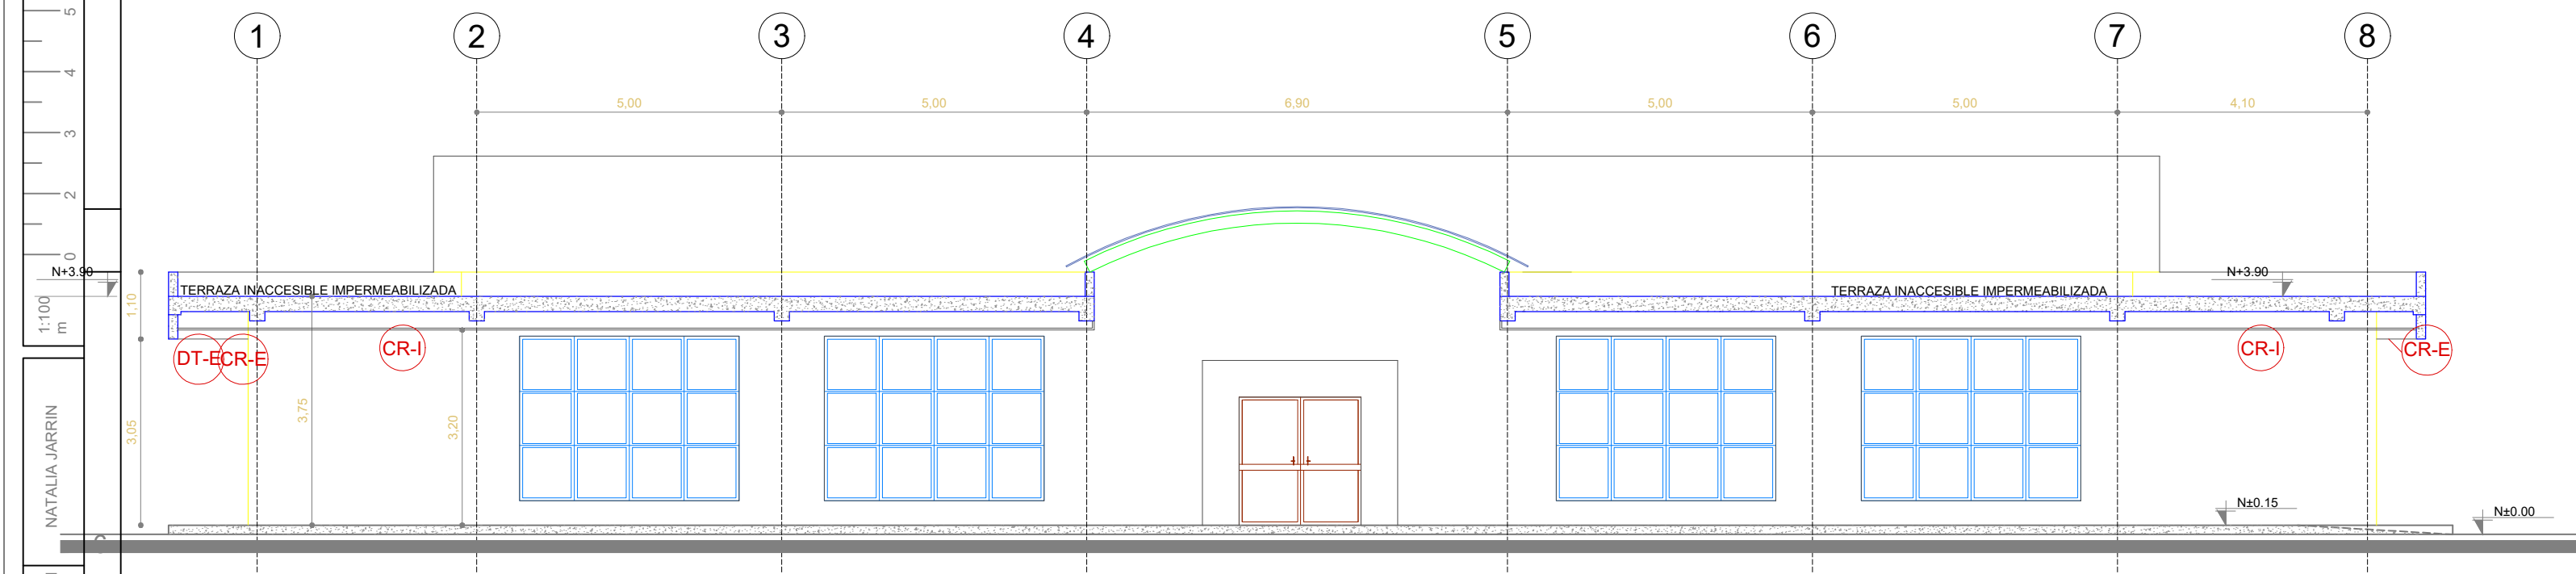 1 2 3 4 5 6 7 8
5,00 5,00 6,90 5,00 5,00 4,10
5
4
3
2
0
1:100
m
N+3.90
N+3.90
TERRAZA INACCESIBLE IMPERMEABILIZADA
TERRAZA INACCESIBLE IMPERMEABILIZADA
1,10
3,05
3,75
3,20
DT-E
CR-E
CR-I
CR-I
CR-E
NATALIA JARRIN
N±0.15
N±0.00